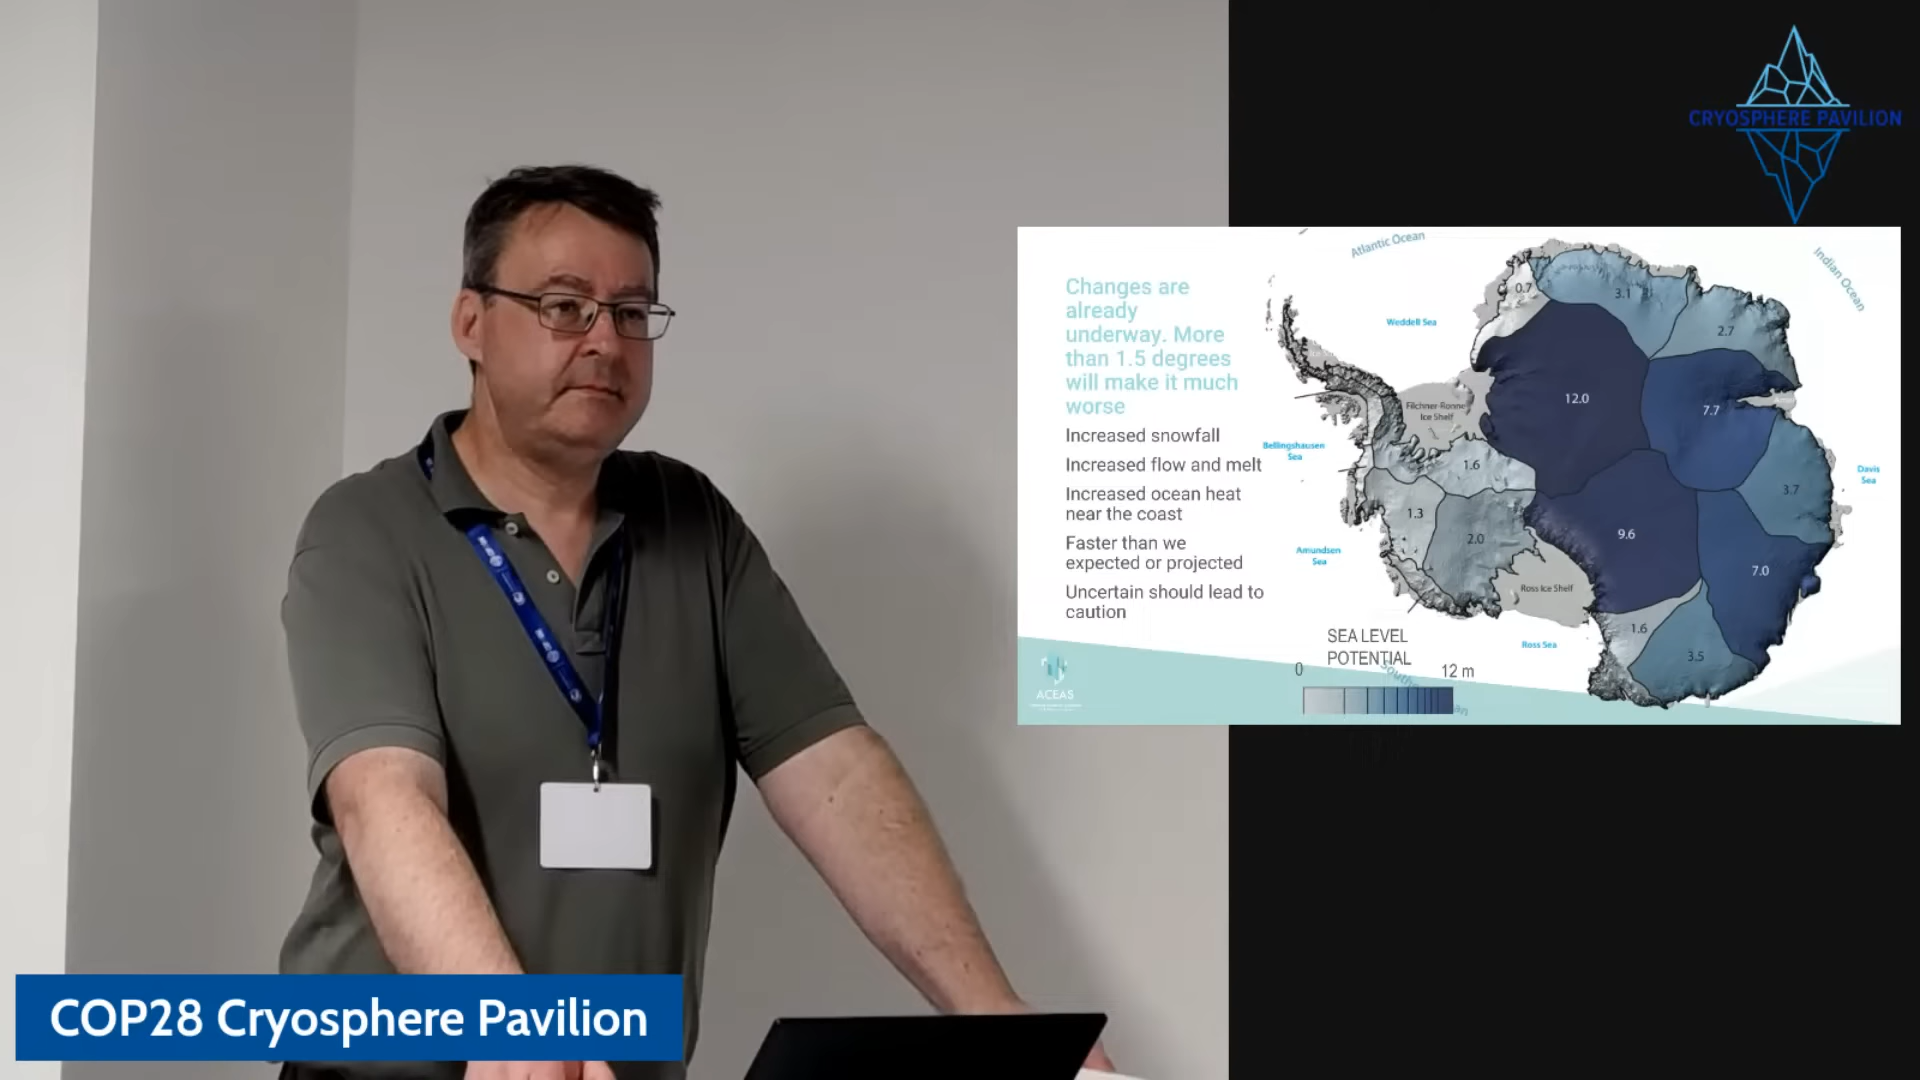 CRYOSPHERE PAVILION
Changes are
already
underway. More
than 1.5 degrees
will make it much
worse
Increased snowfall
Increased flow and melt
Increased ocean heat
near the coast
Faster than we
expected or projected
Uncertain should lead to
caution
ACEAS
Atlantic Ocean
Indian Ocean
Weddell Sea
0.7
3.1
2.7
12.0
7.7
Filchner-Ronne
Ice Shelf
Bellingshausen
Sea
1.6
Davis
Sea
3.7
1.3
2.0
9.6
Amundsen
Sea
7.0
Ross Ice Shelf
1.6
Ross Sea
3.5
SEA LEVEL
POTENTIAL
0
12 m
COP28 Cryosphere Pavilion